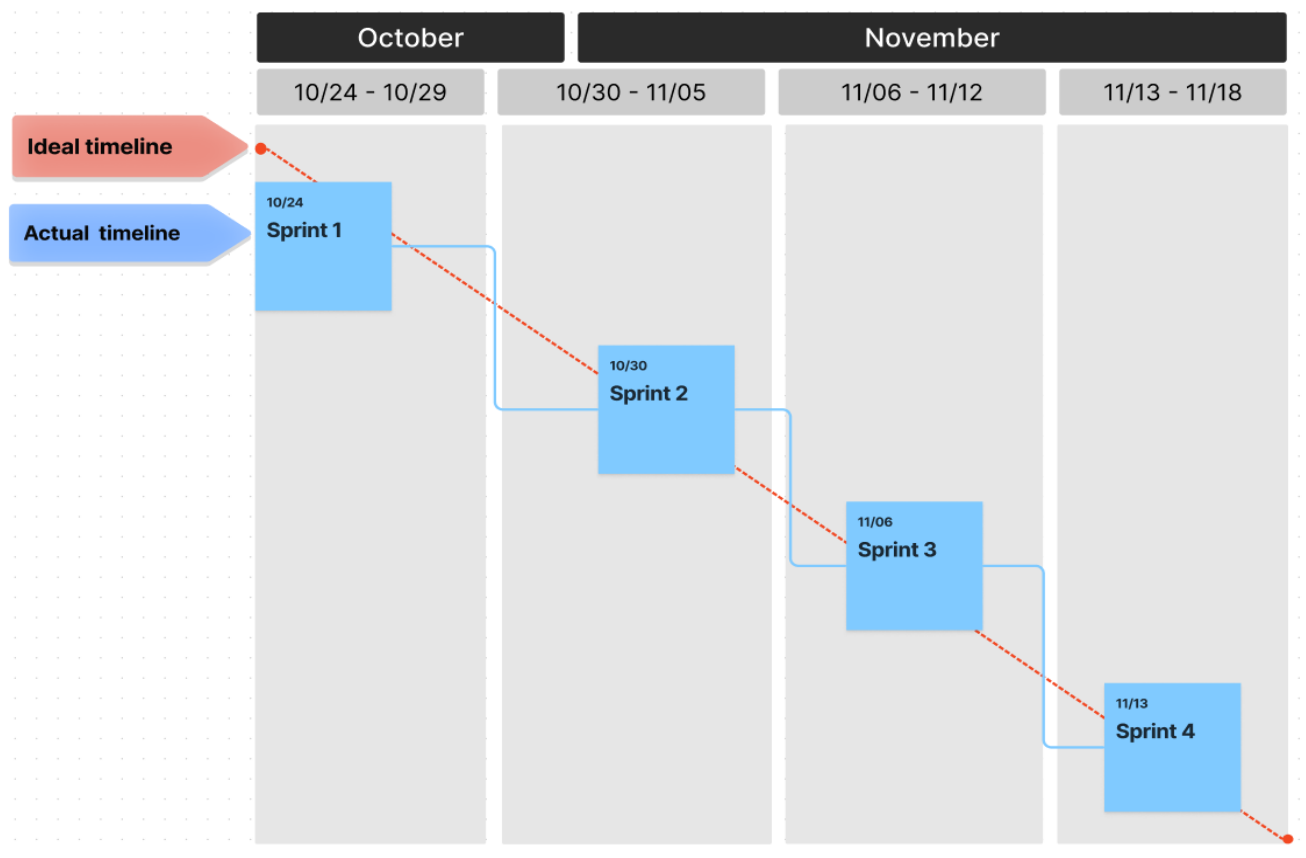 October
November
10/24 - 10/29
10/30 - 11/05
11/06 - 11/12
11/13 - 11/18
Ideal timeline
Actual timeline
10/24
Sprint 1
10/30
Sprint 2
11/06
Sprint 3
11/13
Sprint 4